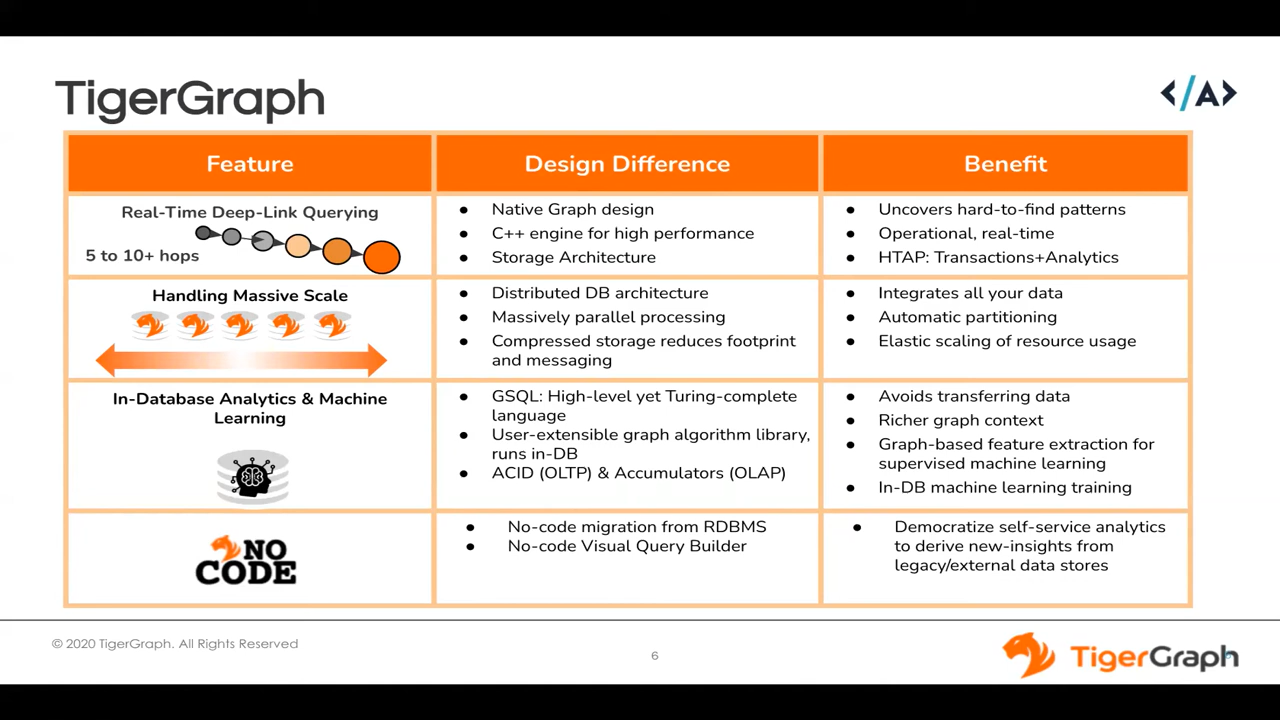 TigerGraph
</A>
Feature
Design Difference
Benefit
Real-Time Deep-Link Querying
5 to 10+ hops
● Native Graph design
● C++ engine for high performance
● Storage Architecture
● Uncovers hard-to-find patterns
● Operational, real-time
● HTAP: Transactions+Analytics
Handling Massive Scale
● Distributed DB architecture
● Massively parallel processing
● Compressed storage reduces footprint
and messaging
● Integrates all your data
● Automatic partitioning
● Elastic scaling of resource usage
In-Database Analytics & Machine
Learning
● GSQL: High-level yet Turing-complete
language
● User-extensible graph algorithm library,
runs in-DB
● ACID (OLTP) & Accumulators (OLAP)
● Avoids transferring data
● Richer graph context
● Graph-based feature extraction for
supervised machine learning
● In-DB machine learning training
NO
CODE
● No-code migration from RDBMS
● No-code Visual Query Builder
● Democratize self-service analytics
to derive new-insights from
legacy/external data stores
© 2020 TigerGraph. All Rights Reserved
6
TigerGraph